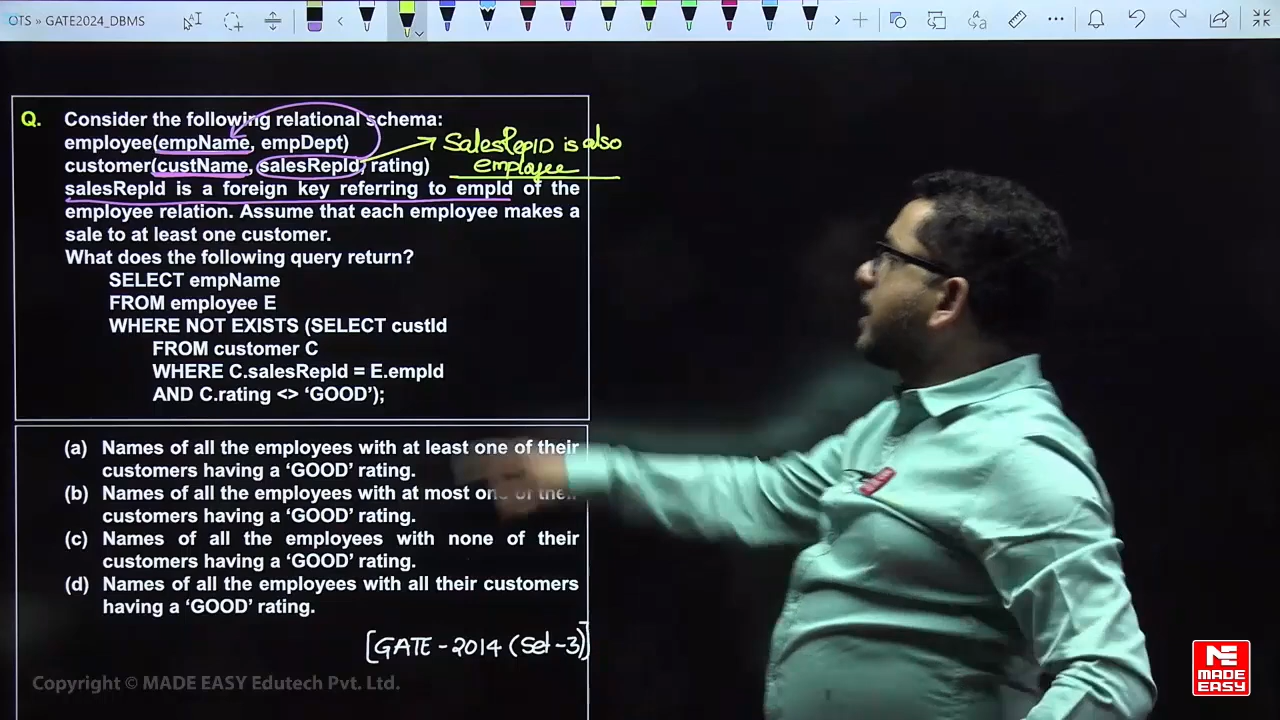 OTS » GATE2024_DBMS
Q. Consider the following relational schema:
employee(empName, empDept)
customer(custName, salesRepId, rating)
SalesRepID is also
employee
salesRepId is a foreign key referring to empId of the
employee relation. Assume that each employee makes a
sale to at least one customer.
What does the following query return?
SELECT empName
FROM employee E
WHERE NOT EXISTS (SELECT custId
FROM customer C
WHERE C.salesRepId = E.empId
AND C.rating <> ‘GOOD’);
(a) Names of all the employees with at least one of their
customers having a ‘GOOD’ rating.
(b) Names of all the employees with at most one of their
customers having a ‘GOOD’ rating.
(c) Names of all the employees with none of their
customers having a ‘GOOD’ rating.
(d) Names of all the employees with all their customers
having a ‘GOOD’ rating.
[GATE - 2014 (Set - 3)]
Copyright © MADE EASY Edutech Pvt. Ltd.
ME
MADE
EASY